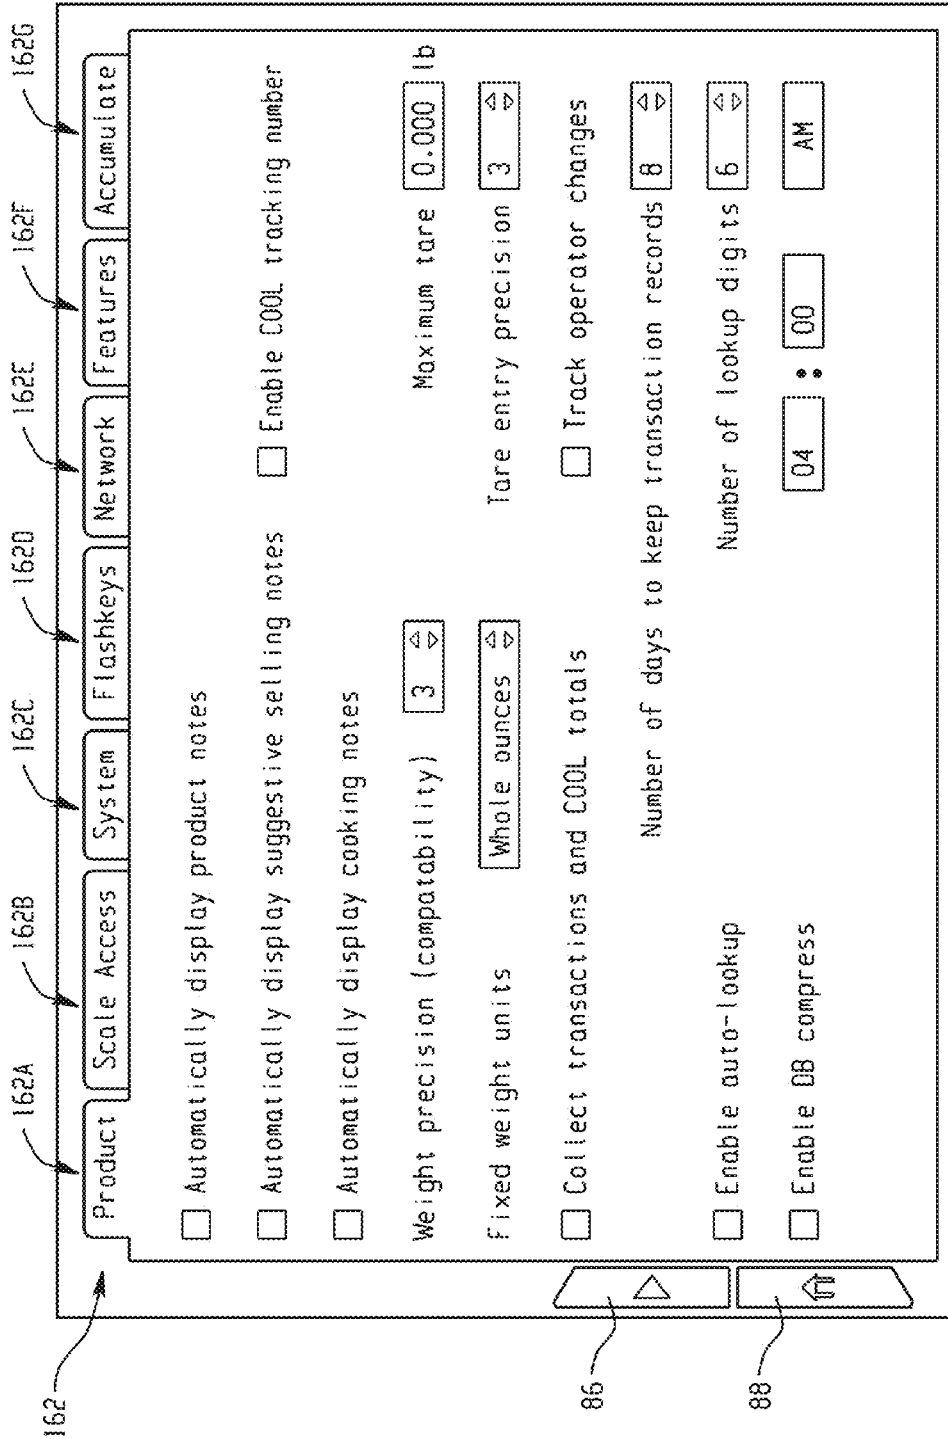 162A 162B 162C 162D 162E 162F 162G
162
Product Scale Access System Flashkeys Network Features Accumulate
Automatically display product notes
Automatically display suggestive selling notes Enable COOL tracking number
Automatically display cooking notes
Weight precision (compatability) 3 Maximum tare 0.000 lb
Fixed weight units Whole ounces Tare entry precision 3
Collect transactions and COOL totals Track operator changes
Number of days to keep transaction records 8
Enable auto-lookup Number of lookup digits 6
Enable DB compress 04 : 00 AM
86
88